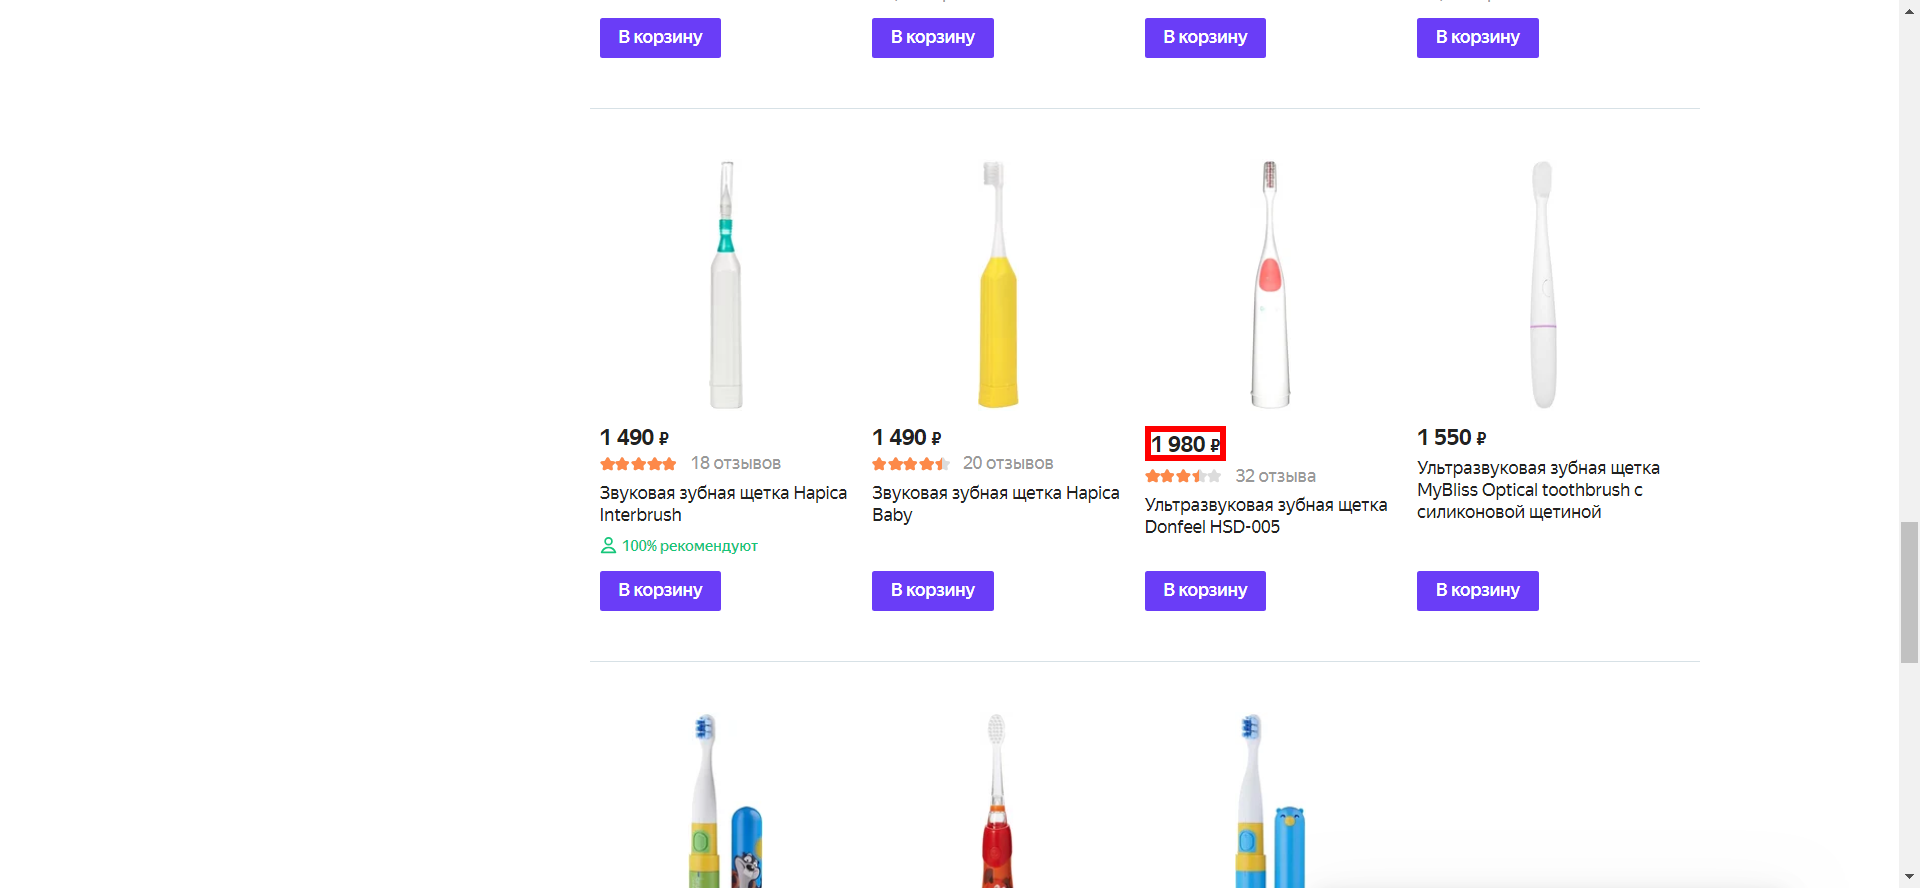 В корзину
В корзину
В корзину
В корзину
1 490 ₽
18 отзывов
Звуковая зубная щетка Hapica
Interbrush
100% рекомендуют
В корзину
1 490 ₽
20 отзывов
Звуковая зубная щетка Hapica
Baby
В корзину
1 980 ₽
32 отзыва
Ультразвуковая зубная щетка
Donfeel HSD-005
В корзину
1 550 ₽
Ультразвуковая зубная щетка
MyBliss Optical toothbrush с
силиконовой щетиной
В корзину